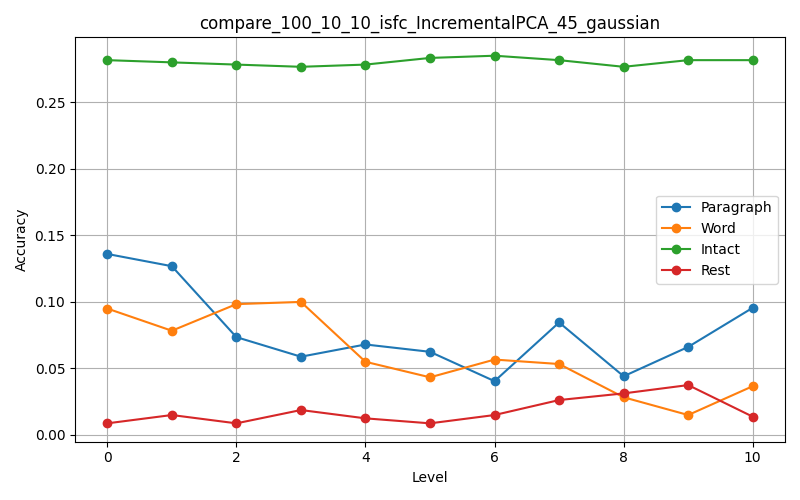 compare_100_10_10_isfc_IncrementalPCA_45_gaussian
Accuracy
0.25
0.20
0.15
0.10
0.05
0.00
Paragraph
Word
Intact
Rest
0 2 4 6 8 10
Level